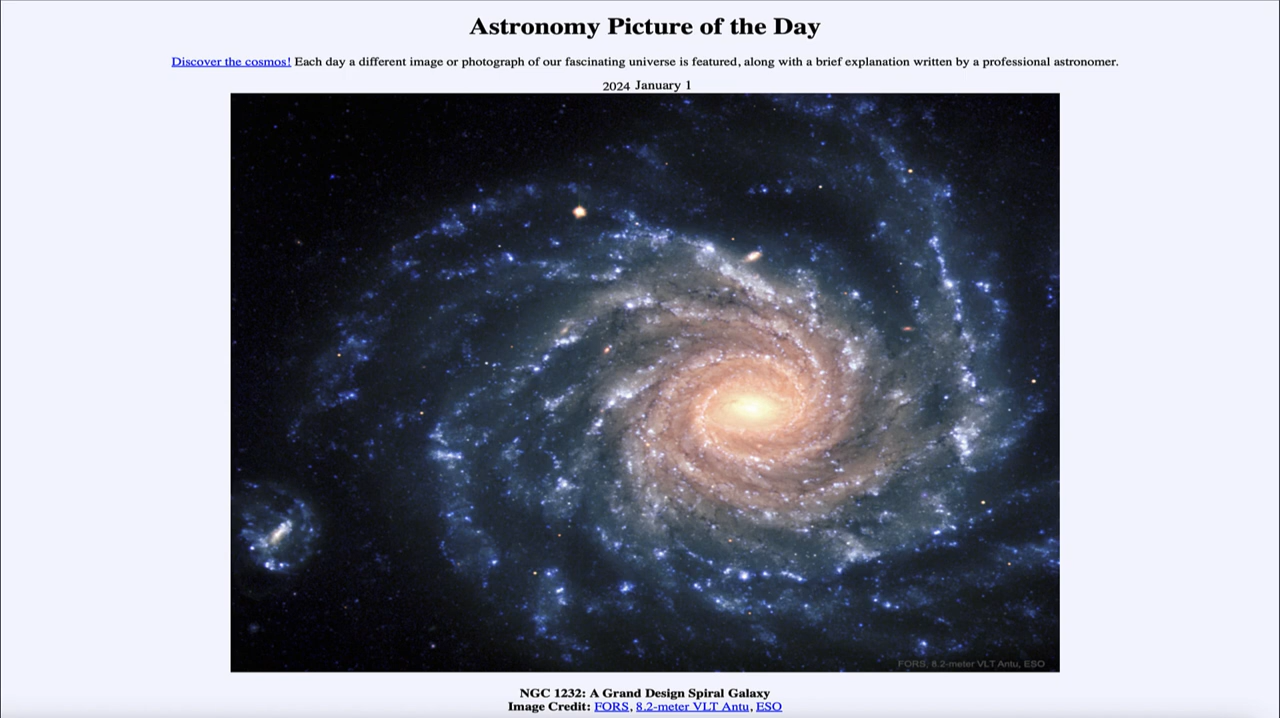 Astronomy Picture of the Day
Discover the cosmos! Each day a different image or photograph of our fascinating universe is featured, along with a brief explanation written by a professional astronomer.
2024 January 1
FORS, 8.2-meter VLT Antu, ESO
NGC 1232: A Grand Design Spiral Galaxy
Image Credit: FORS, 8.2-meter VLT Antu, ESO